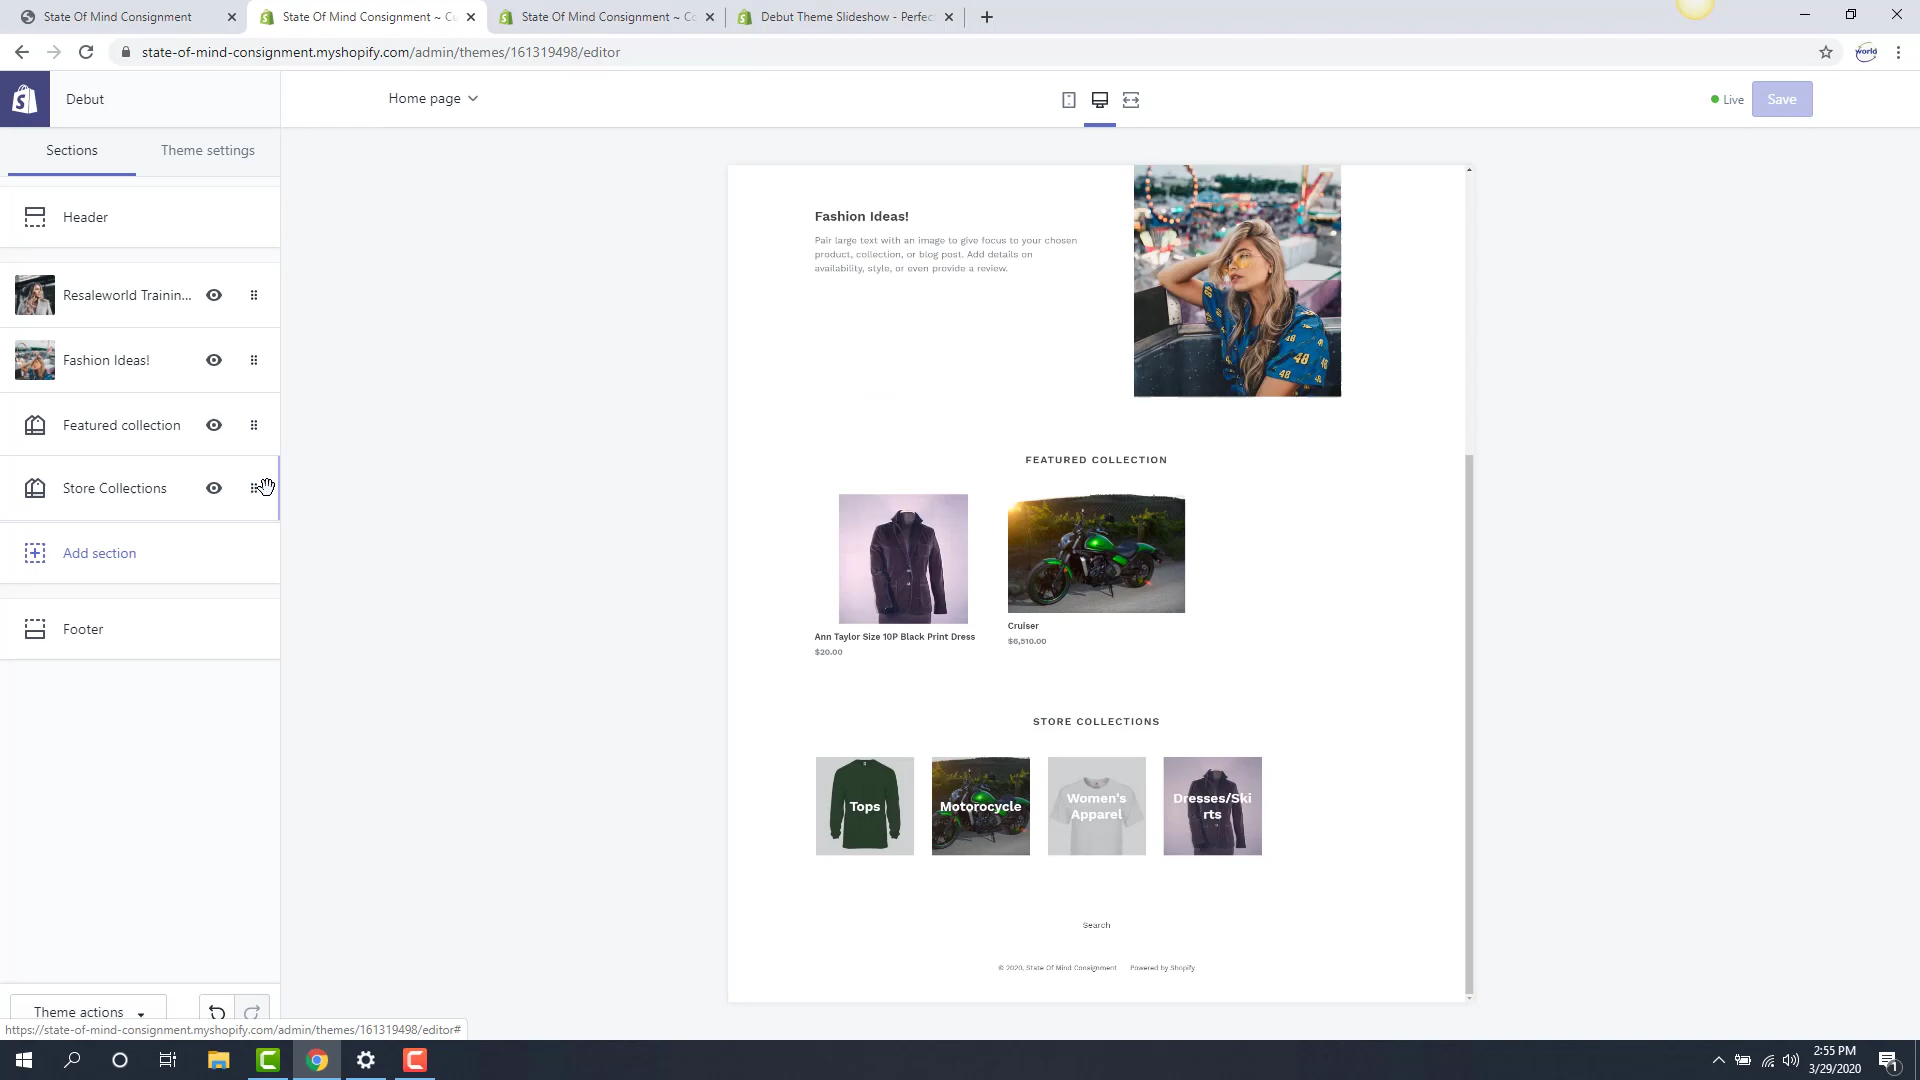 State Of Mind Consignment
State Of Mind Consignment ~ Cu
State Of Mind Consignment ~ Co
Debut Theme Slideshow - Perfec
state-of-mind-consignment.myshopify.com/admin/themes/161319498/editor
world
Debut
Home page
Live
Save
Sections
Theme settings
Header
Resaleworld Trainin...
Fashion Ideas!
Featured collection
Store Collections
Add section
Footer
Theme actions
https://state-of-mind-consignment.myshopify.com/admin/themes/161319498/editor#
Fashion Ideas!
Pair large text with an image to give focus to your chosen
product, collection, or blog post. Add details on
availability, style, or even provide a review.
48
48
FEATURED COLLECTION
Ann Taylor Size 10P Black Print Dress
$20.00
Cruiser
$6,510.00
STORE COLLECTIONS
Tops
Motorocycle
Women's
Apparel
Dresses/Ski
rts
Search
© 2020, State Of Mind Consignment
Powered by Shopify
2:55 PM
3/29/2020
1